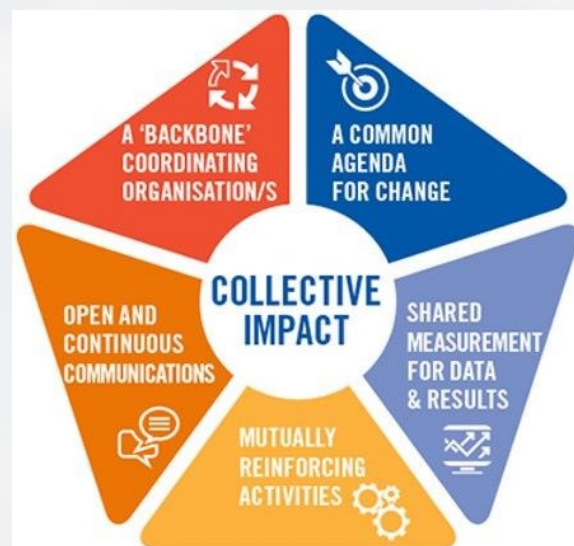 A 'BACKBONE'
COORDINATING
ORGANISATION/S
A COMMON
AGENDA
FOR CHANGE
COLLECTIVE
IMPACT
OPEN AND
CONTINUOUS
COMMUNICATIONS
SHARED
MEASUREMENT
FOR DATA
& RESULTS
MUTUALLY
REINFORCING
ACTIVITIES